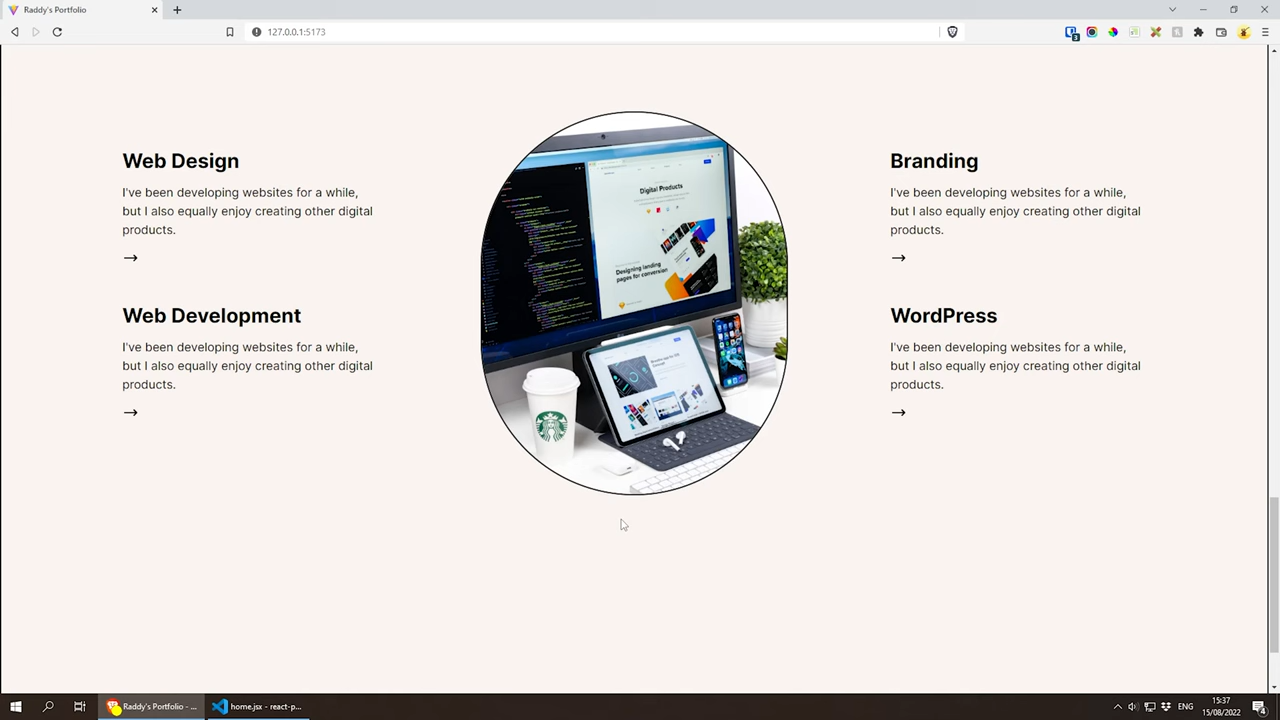 Raddy's Portfolio
127.0.0.1:5173
Web Design
I've been developing websites for a while,
but I also equally enjoy creating other digital
products.
Web Development
I've been developing websites for a while,
but I also equally enjoy creating other digital
products.
Digital Products
Designing landing
pages for conversion
Branding
I've been developing websites for a while,
but I also equally enjoy creating other digital
products.
WordPress
I've been developing websites for a while,
but I also equally enjoy creating other digital
products.
Raddy's Portfolio - ...
home.jsx - react-p...
ENG
15:37
15/08/2022